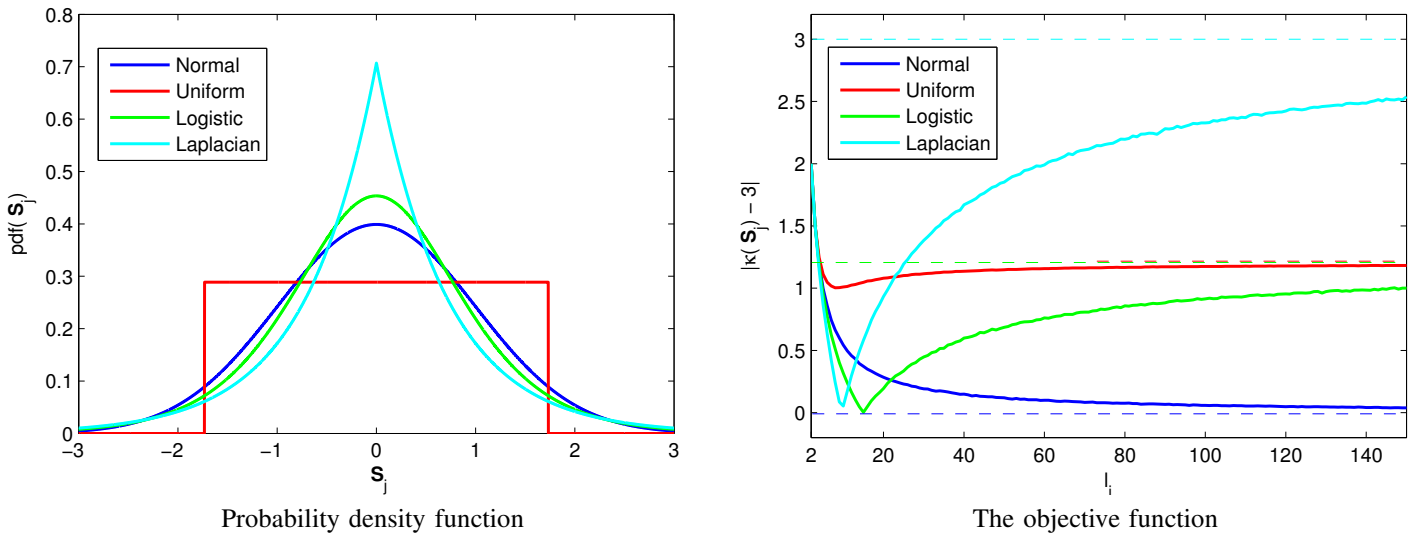 0.8
0.7
0.6
0.5
0.4
0.3
0.2
0.1
0
pdf( S_j)
Normal
Uniform
Logistic
Laplacian
−3 −2 −1 0 1 2 3
S_j
Probability density function
3
2.5
2
1.5
1
0.5
0
|κ( S_j) − 3|
Normal
Uniform
Logistic
Laplacian
2 20 40 60 80 100 120 140
l_i
The objective function